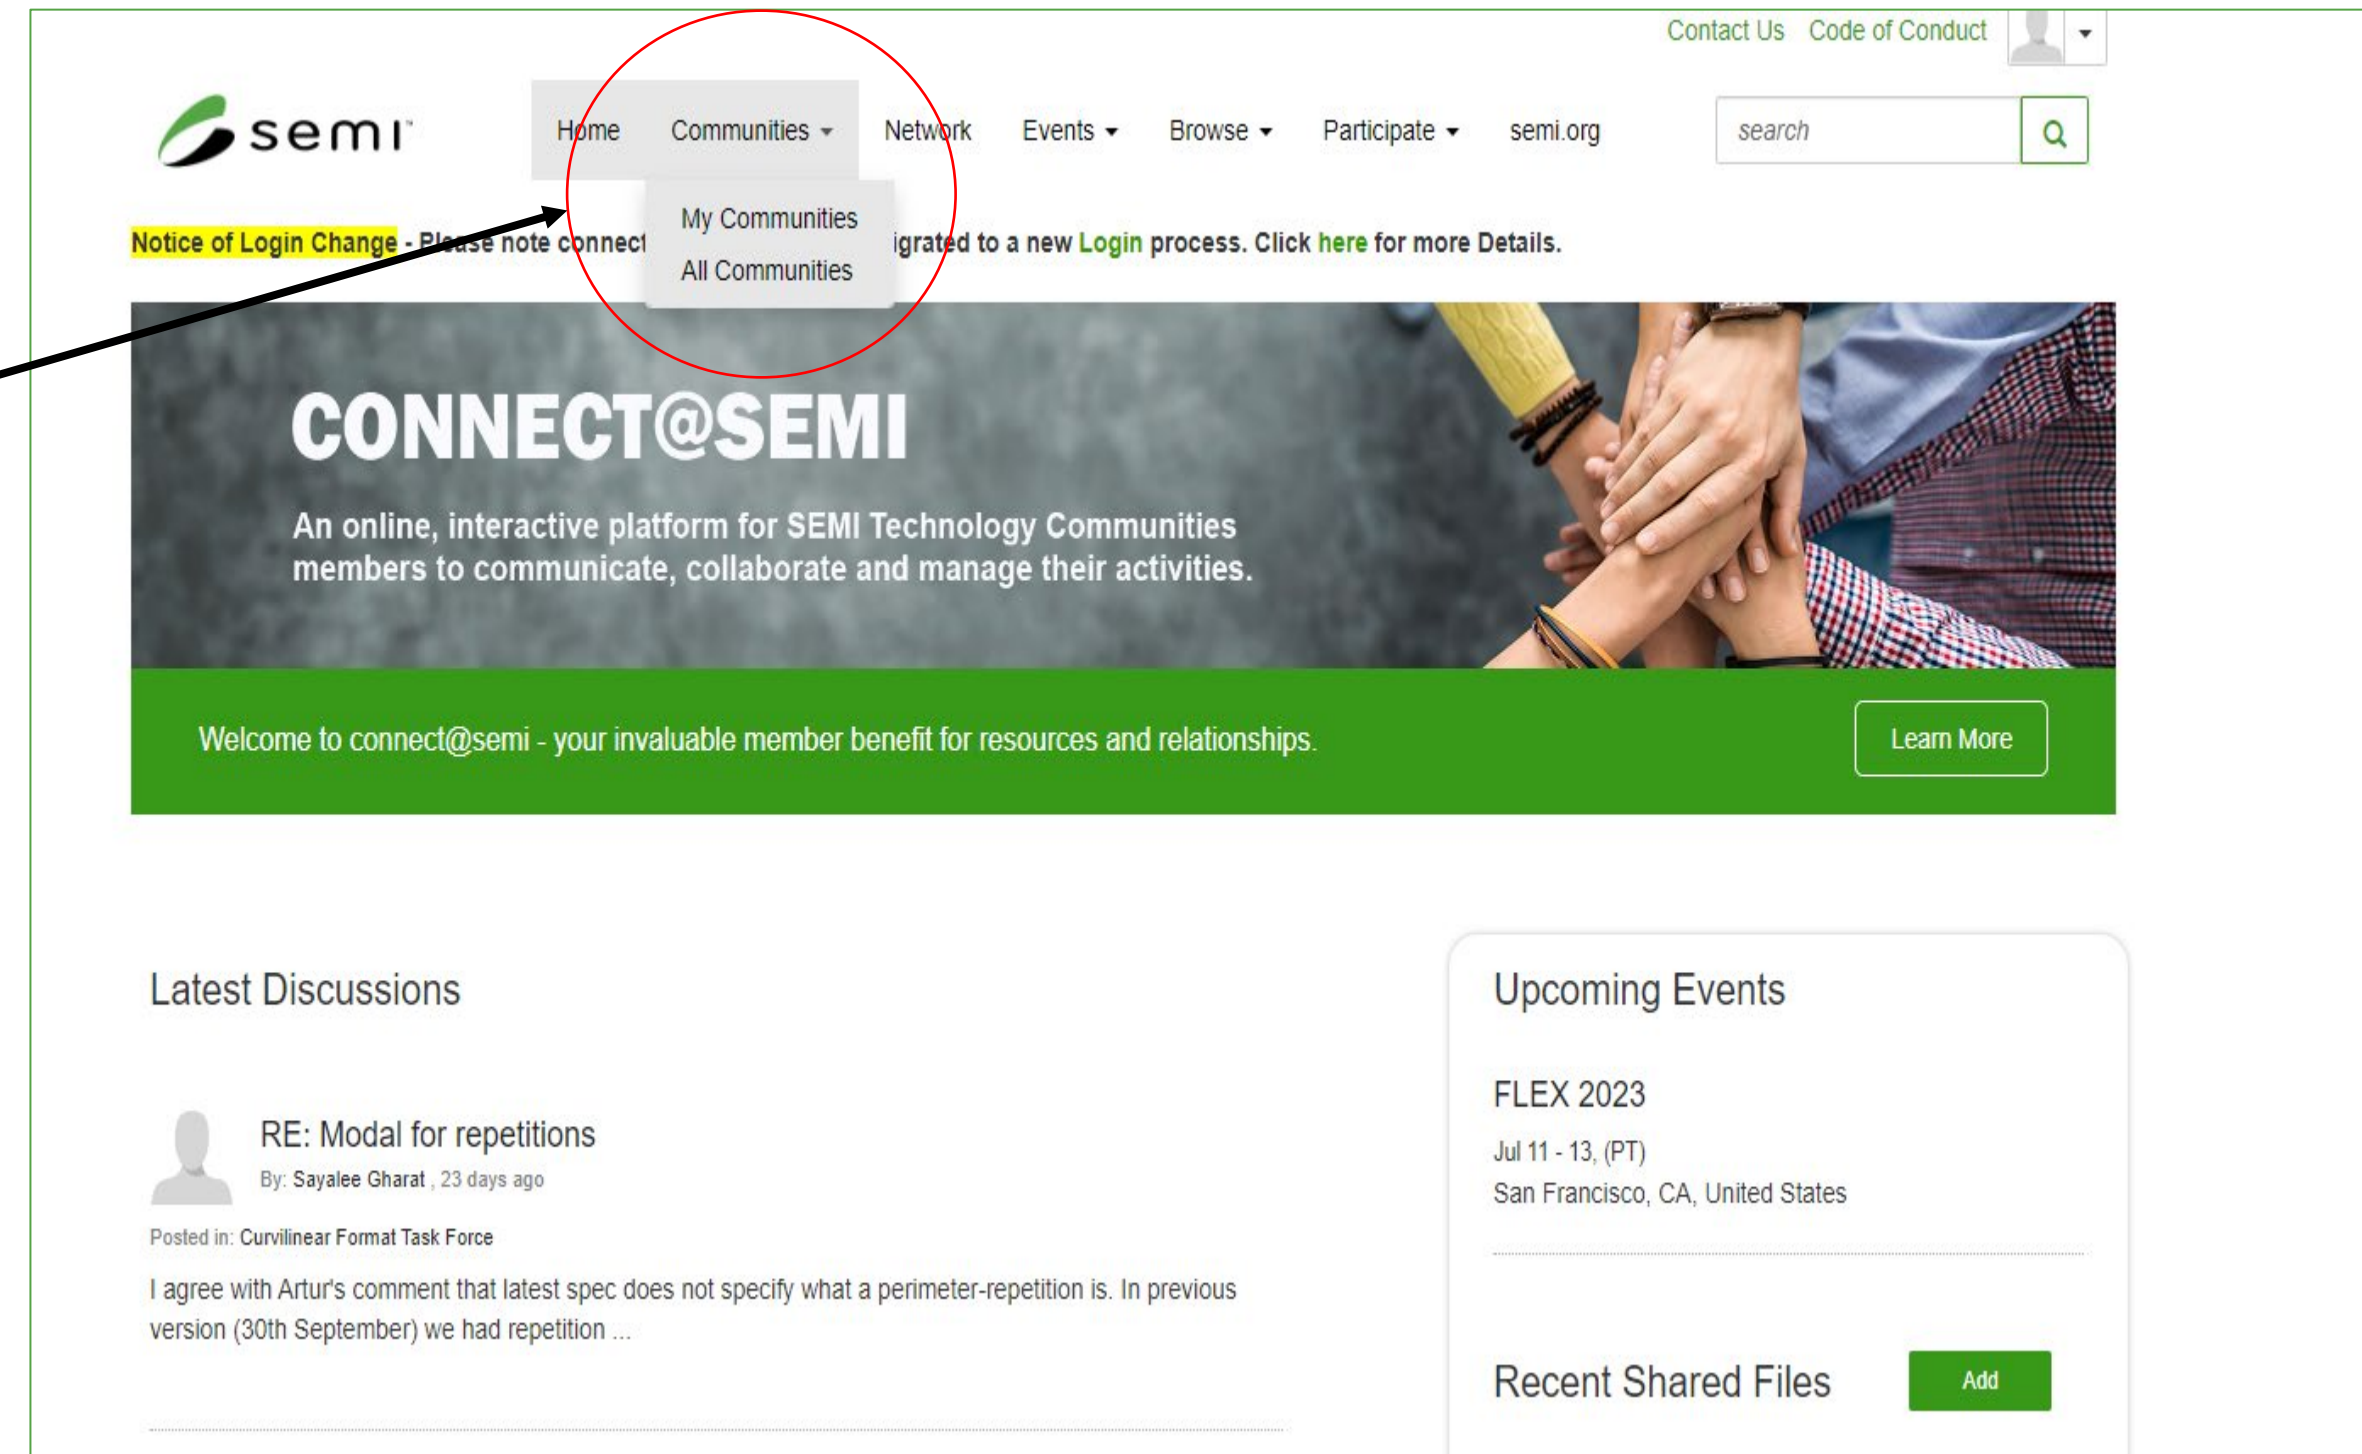 Contact Us Code of Conduct
semi™
Home Communities Network Events Browse Participate semi.org search
My Communities
All Communities
Notice of Login Change - Please note connect igrated to a new Login process. Click here for more Details.
CONNECT@SEMI
An online, interactive platform for SEMI Technology Communities
members to communicate, collaborate and manage their activities.
Welcome to connect@semi - your invaluable member benefit for resources and relationships.
Learn More
Latest Discussions
RE: Modal for repetitions
By: Sayalee Gharat , 23 days ago
Posted in: Curvilinear Format Task Force
I agree with Artur's comment that latest spec does not specify what a perimeter-repetition is. In previous
version (30th September) we had repetition ...
Upcoming Events
FLEX 2023
Jul 11 - 13, (PT)
San Francisco, CA, United States
Recent Shared Files
Add